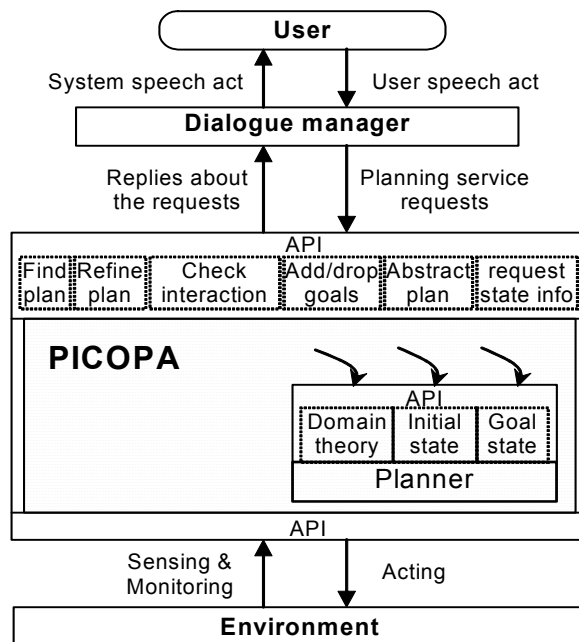 User
System speech act
User speech act
Dialogue manager
Replies about
the requests
Planning service
requests
API
Find
plan
Refine
plan
Check
interaction
Add/drop
goals
Abstract
plan
request
state info
PICOPA
API
Domain
theory
Initial
state
Goal
state
Planner
API
Sensing &
Monitoring
Acting
Environment